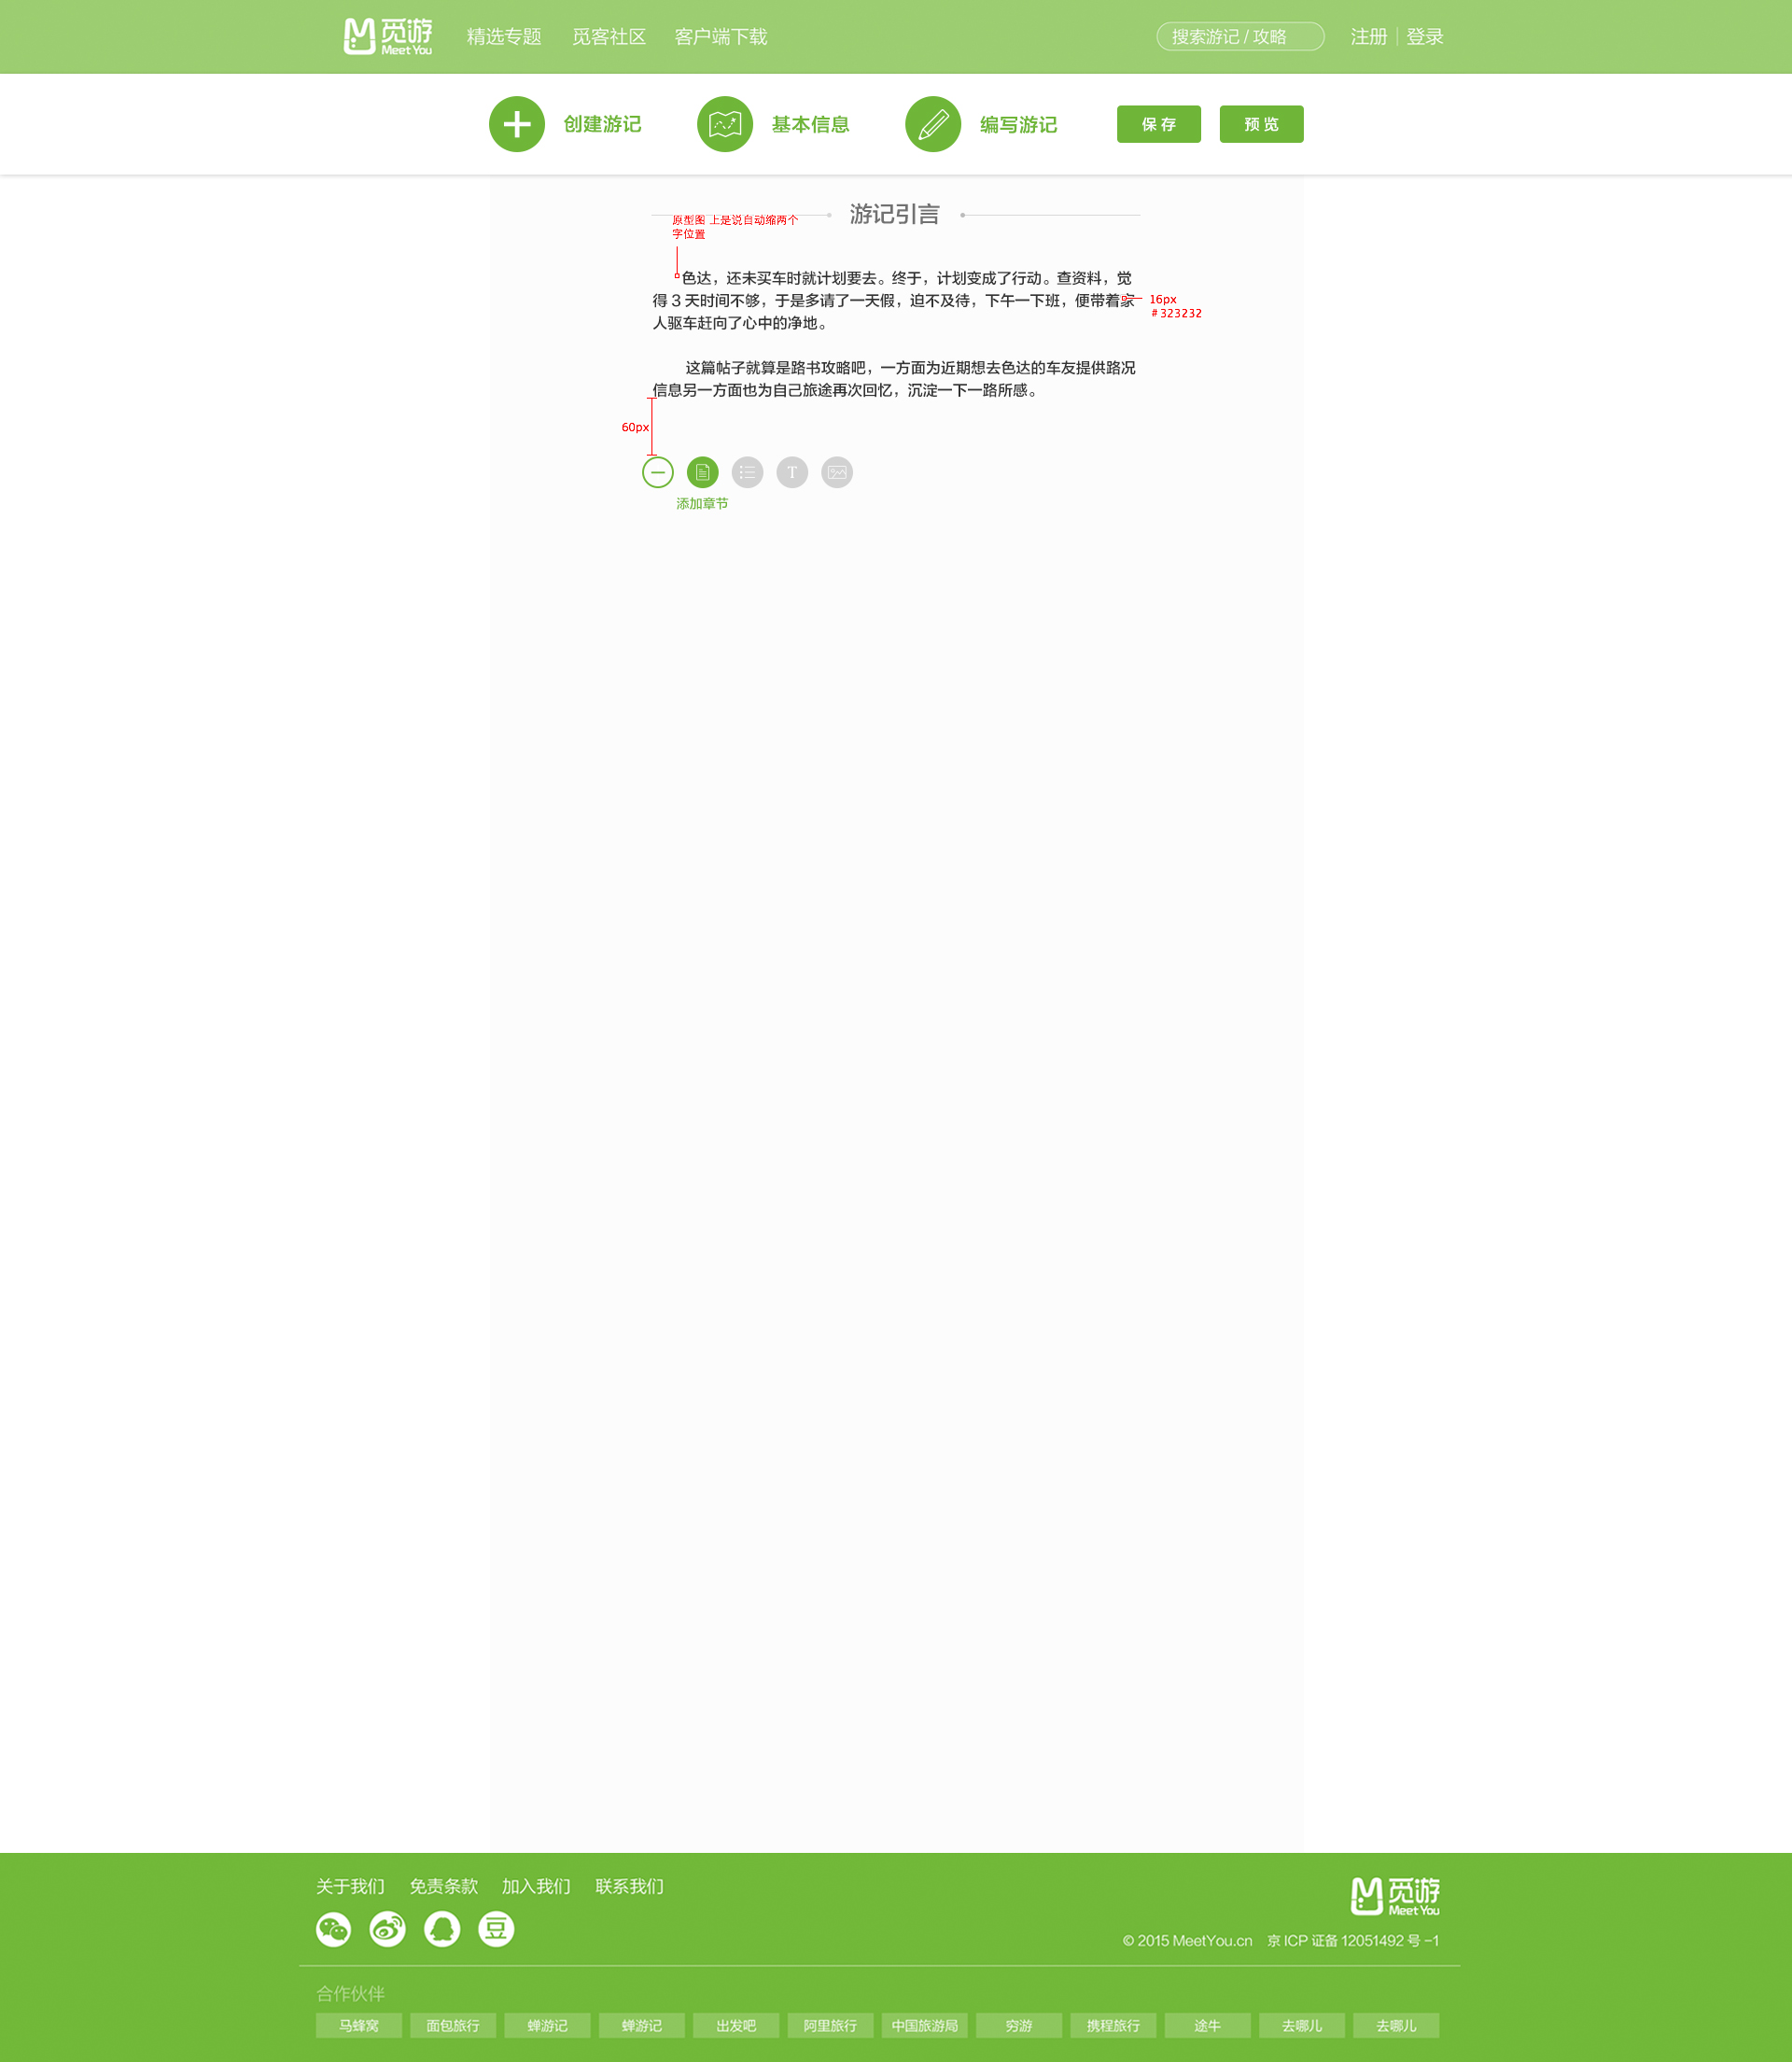 觅游
Meet You
精选专题 觅客社区 客户端下载
搜索游记 / 攻略
注册 登录
创建游记 基本信息 编写游记 保 存 预 览
游记引言
原型图 上是说自动缩两个
字位置
色达，还未买车时就计划要去。终于，计划变成了行动。查资料，觉
得 3 天时间不够，于是多请了一天假，迫不及待，下午一下班，便带着家
人驱车赶向了心中的净地。
16px
#323232
这篇帖子就算是路书攻略吧，一方面为近期想去色达的车友提供路况
信息另一方面也为自己旅途再次回忆，沉淀一下一路所感。
60px
T
添加章节
关于我们 免责条款 加入我们 联系我们
觅游
Meet You
豆
© 2015 MeetYou.cn 京 ICP 证备 12051492 号 -1
合作伙伴
马蜂窝 面包旅行 蝉游记 蝉游记 出发吧 阿里旅行 中国旅游局 穷游 携程旅行 途牛 去哪儿 去哪儿